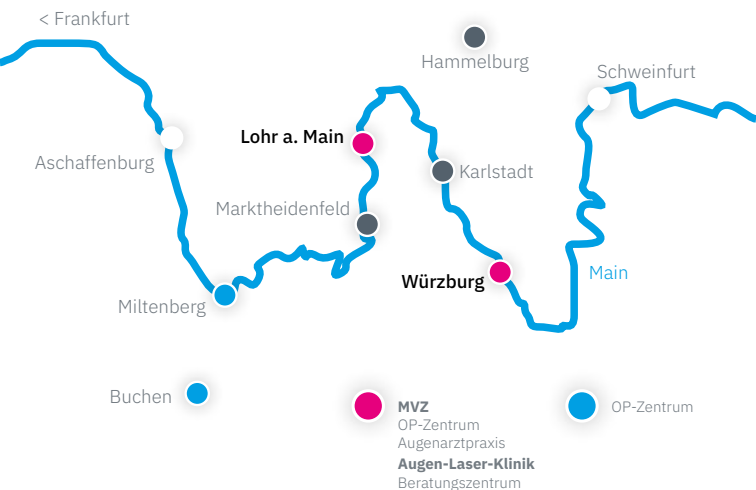 < Frankfurt
Hammelburg
Schweinfurt
Lohr a. Main
Aschaffenburg
Karlstadt
Marktheidenfeld
Main
Würzburg
Miltenberg
Buchen
MVZ
OP-Zentrum
Augenarztpraxis
Augen-Laser-Klinik
Beratungszentrum
OP-Zentrum